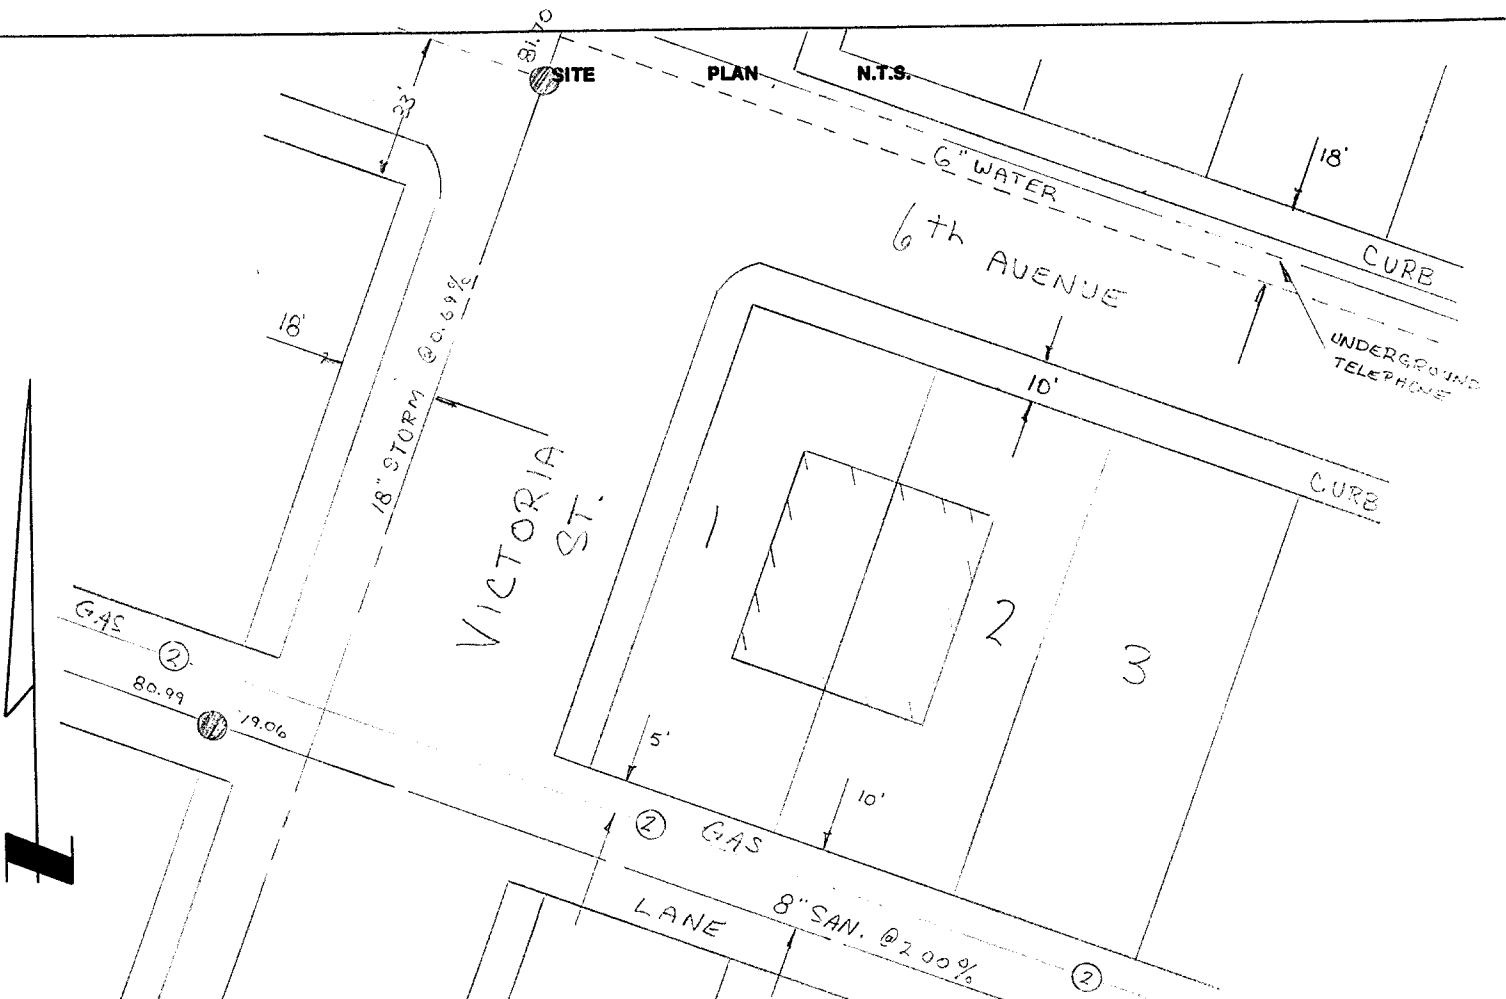 81.70
SITE PLAN N.T.S.
33'
18'
6" WATER
6th AVENUE
CURB
UNDERGROUND
TELEPHONE
18'
18" STORM @0.69%
10'
CURB
VICTORIA
ST.
1
2
3
GAS
2
80.99
79.06
5'
10'
2
GAS
LANE
8" SAN. @ 2.00%
2